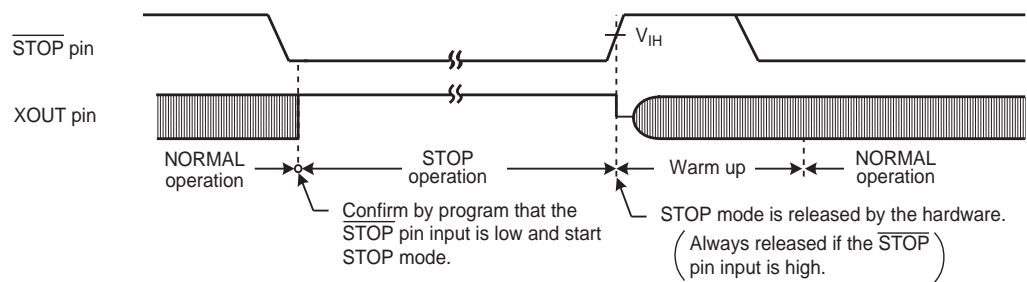 STOP pin
VIH
XOUT pin
NORMAL operation
STOP operation
Warm up
NORMAL operation
Confirm by program that the
STOP pin input is low and start
STOP mode.
STOP mode is released by the hardware.
(Always released if the STOP
pin input is high.)